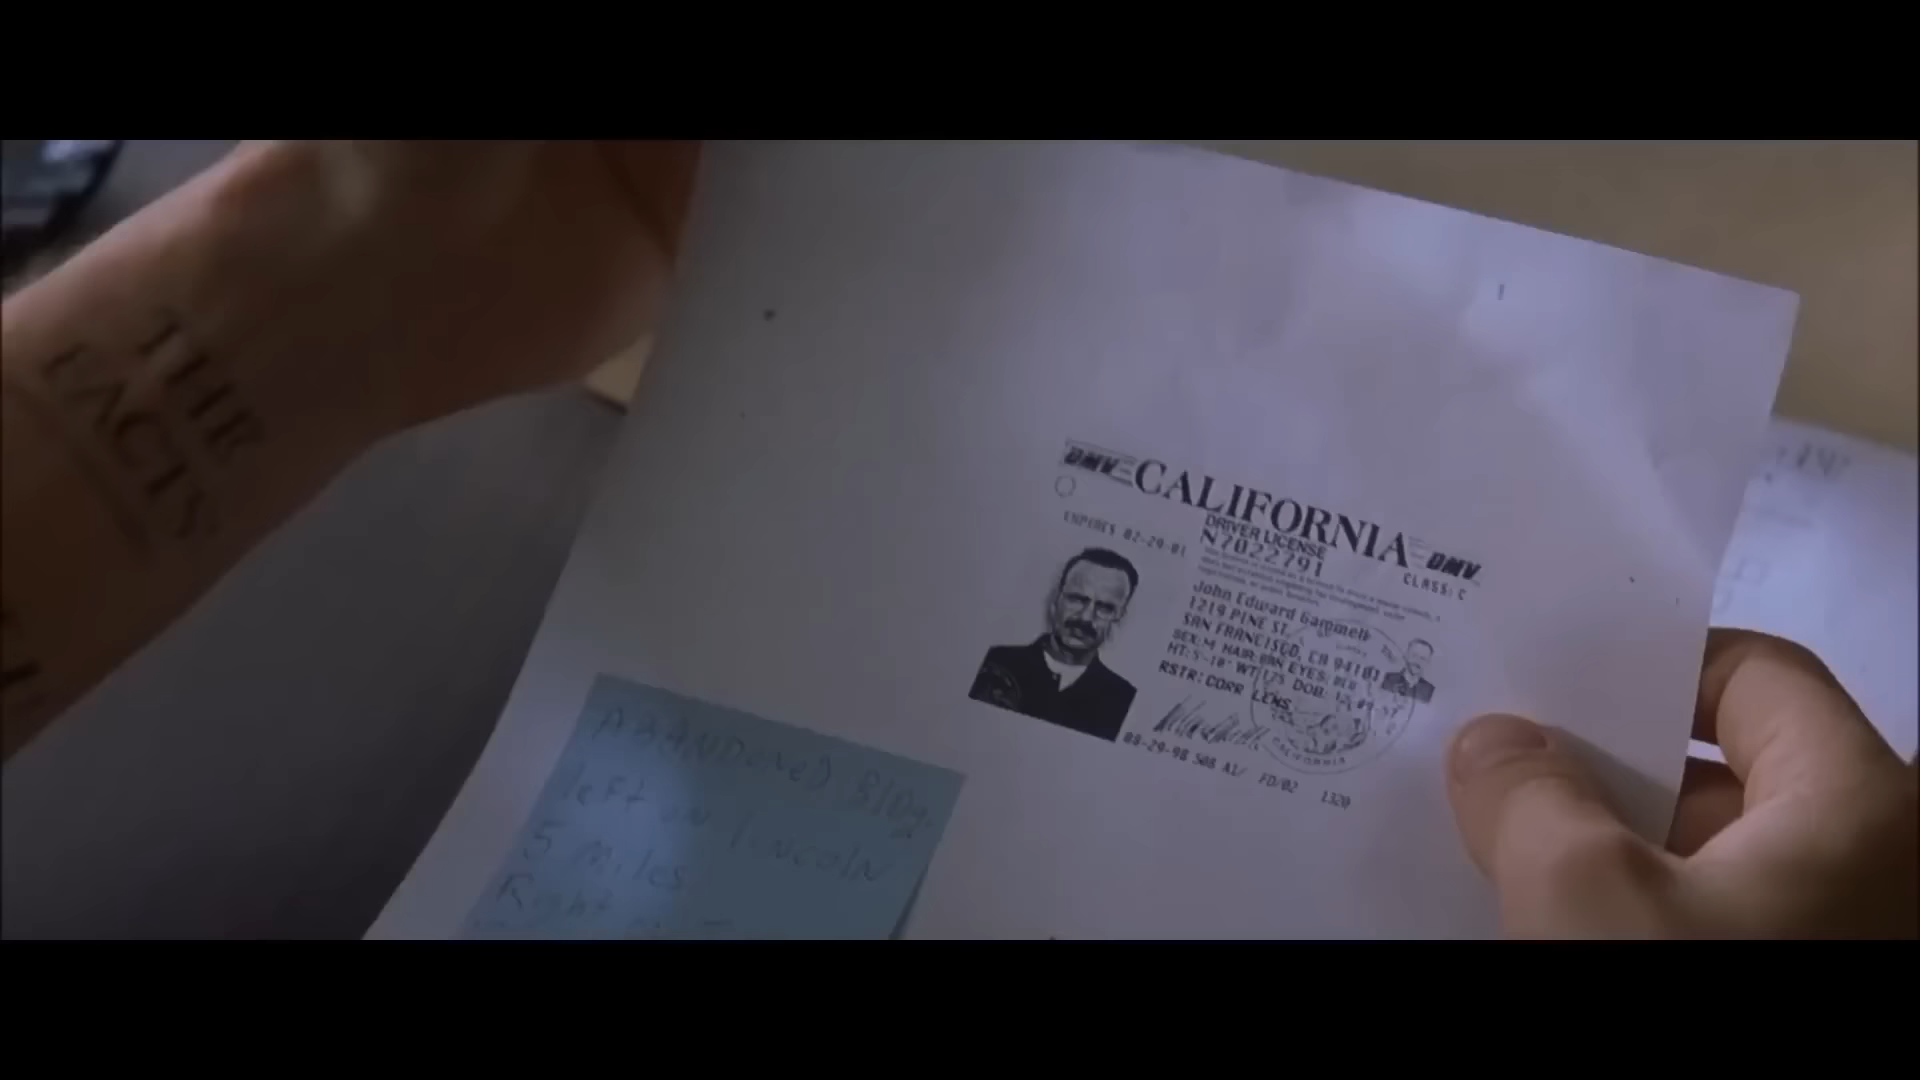 THE
FACTS
DMV CALIFORNIA DMV
EXPIRES 02-29-01
DRIVER LICENSE
N7022791
CLASS: C
John Edward Gammell
1219 PINE ST.
SAN FRANCISCO, CA 94101
SEX:M HAIR:BRN EYES:BLU
HT:5-10" WT:175 DOB:
RSTR: CORR LENS
08-29-98 508 A1/ FD/02 1320
CALIFORNIA
ABANDONED Bldg.
left on lincoln
5 Miles
Right